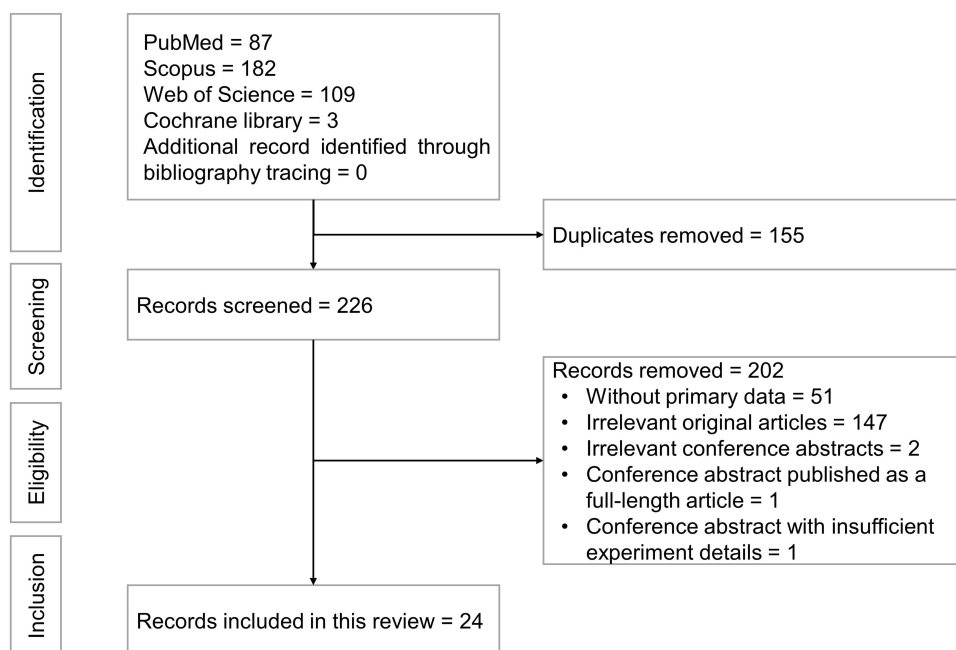 Identification
PubMed = 87
Scopus = 182
Web of Science = 109
Cochrane library = 3
Additional record identified through
bibliography tracing = 0
Duplicates removed = 155
Screening
Records screened = 226
Eligibility
Records removed = 202
• Without primary data = 51
• Irrelevant original articles = 147
• Irrelevant conference abstracts = 2
• Conference abstract published as a
full-length article = 1
• Conference abstract with insufficient
experiment details = 1
Inclusion
Records included in this review = 24